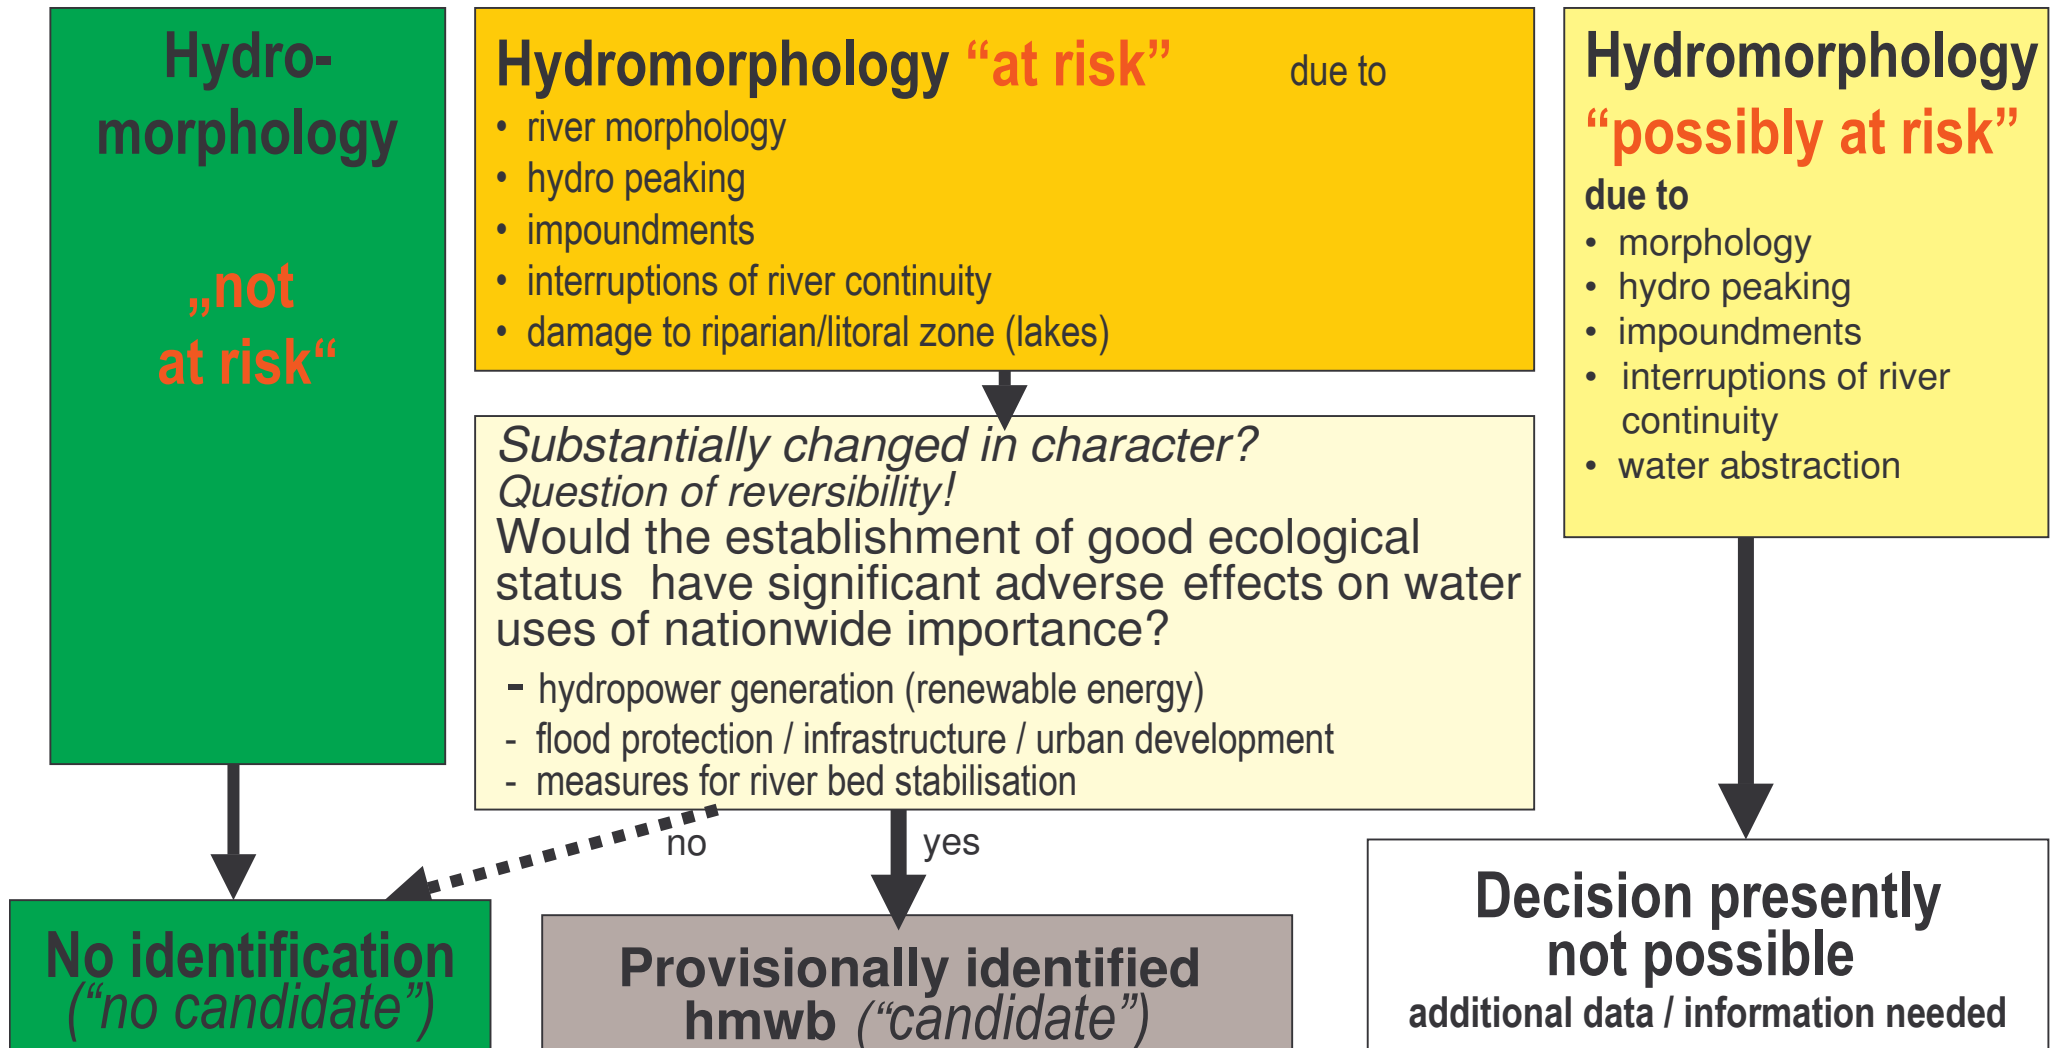 Hydro-
morphology
„not
at risk“
Hydromorphology “at risk” due to
• river morphology
• hydro peaking
• impoundments
• interruptions of river continuity
• damage to riparian/litoral zone (lakes)
Hydromorphology
“possibly at risk”
due to
• morphology
• hydro peaking
• impoundments
• interruptions of river
continuity
• water abstraction
Substantially changed in character?
Question of reversibility!
Would the establishment of good ecological
status have significant adverse effects on water
uses of nationwide importance?
- hydropower generation (renewable energy)
- flood protection / infrastructure / urban development
- measures for river bed stabilisation
no
yes
No identification
(“no candidate”)
Provisionally identified
hmwb (“candidate”)
Decision presently
not possible
additional data / information needed